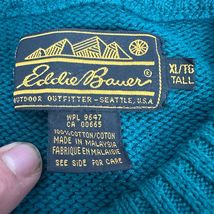 Eddie Bauer®
OUTDOOR OUTFITTER - SEATTLE, U.S.A.
XL/TG
TALL
WPL 9647
CA 00665
100% COTTON/COTON
MADE IN MALAYSIA
FABRIQUE EN MALAISIE
SEE SIDE FOR CARE